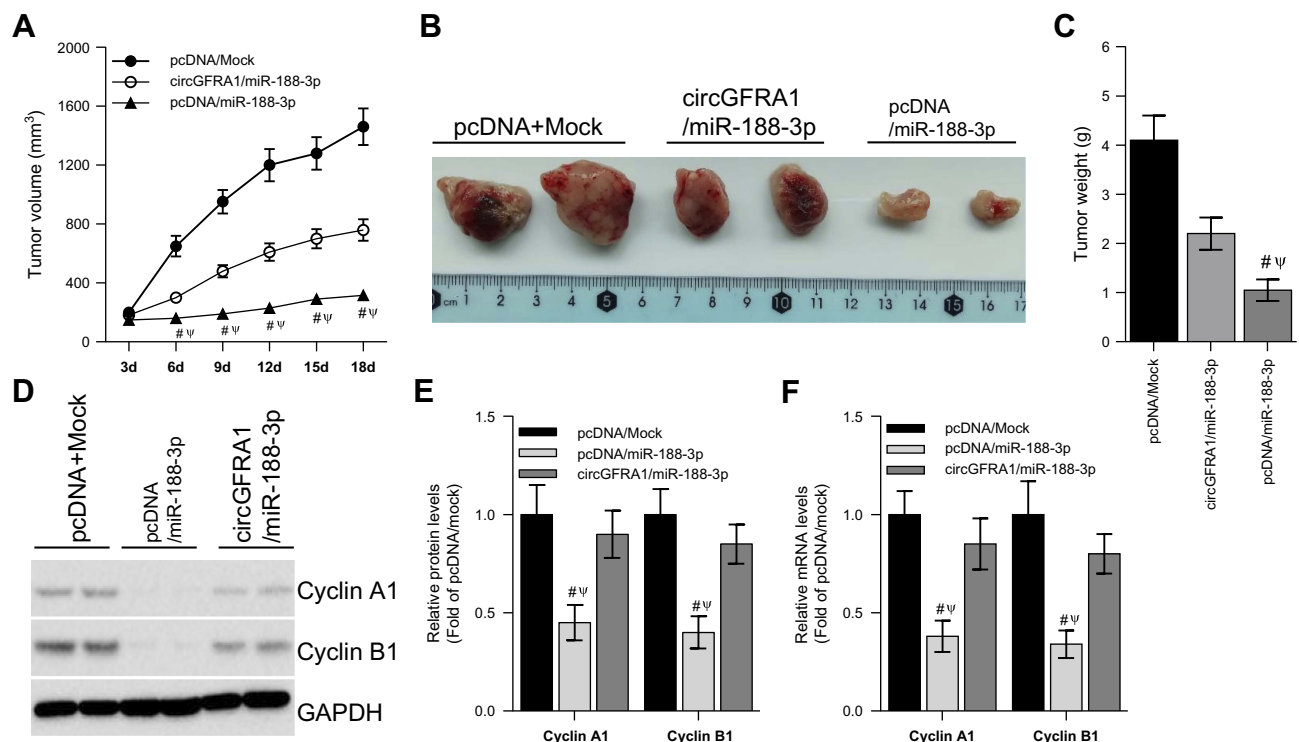 A
2000
1600
1200
800
400
0
Tumor volume (mm³)
pcDNA/Mock
circGFRA1/miR-188-3p
pcDNA/miR-188-3p
#ψ
#ψ
#ψ
#ψ
#ψ
3d 6d 9d 12d 15d 18d
B
pcDNA+Mock
circGFRA1
/miR-188-3p
pcDNA
/miR-188-3p
cm 1 2 3 4 5 6 7 8 9 10 11 12 13 14 15 16 17
C
6
5
4
3
2
1
0
Tumor weight (g)
#ψ
pcDNA/Mock
circGFRA1/miR-188-3p
pcDNA/miR-188-3p
D
pcDNA+Mock
pcDNA
/miR-188-3p
circGFRA1
/miR-188-3p
Cyclin A1
Cyclin B1
GAPDH
E
1.5
1.0
0.5
0.0
Relative protein levels
(Fold of pcDNA/mock)
pcDNA/Mock
pcDNA/miR-188-3p
circGFRA1/miR-188-3p
#ψ
#ψ
Cyclin A1 Cyclin B1
F
1.5
1.0
0.5
0.0
Relative mRNA levels
(Fold of pcDNA/mock)
pcDNA/Mock
pcDNA/miR-188-3p
circGFRA1/miR-188-3p
#ψ
#ψ
Cyclin A1 Cyclin B1